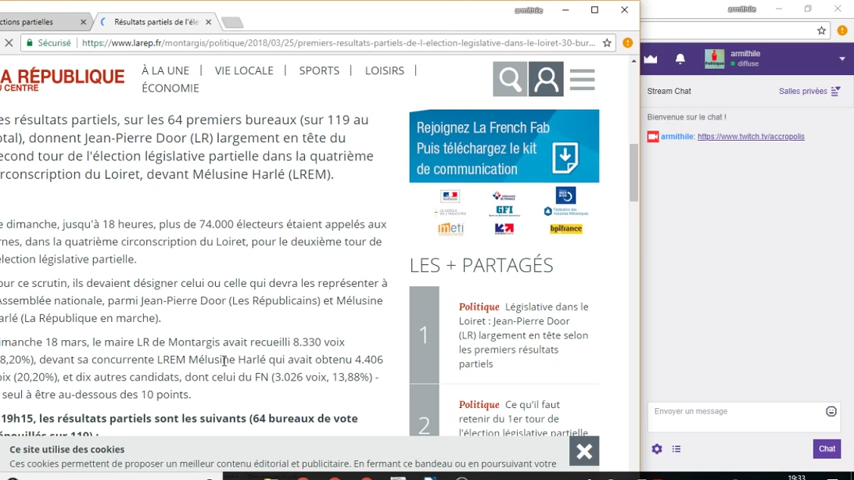 armithile
armithile
ctions partielles
Résultats partiels de l'éle
Sécurisé
https://www.larep.fr/montargis/politique/2018/03/25/premiers-resultats-partiels-de-l-election-legislative-dans-le-loiret-30-bur...
LA RÉPUBLIQUE
DU CENTRE
À LA UNE | VIE LOCALE | SPORTS | LOISIRS |
ÉCONOMIE
es résultats partiels, sur les 64 premiers bureaux (sur 119 au
otal), donnent Jean-Pierre Door (LR) largement en tête du
econd tour de l'élection législative partielle dans la quatrième
irconscription du Loiret, devant Mélusine Harlé (LREM).
e dimanche, jusqu'à 18 heures, plus de 74.000 électeurs étaient appelés aux
rnes, dans la quatrième circonscription du Loiret, pour le deuxième tour de
élection législative partielle.
our ce scrutin, ils devaient désigner celui ou celle qui devra les représenter à
Assemblée nationale, parmi Jean-Pierre Door (Les Républicains) et Mélusine
arlé (La République en marche).
imanche 18 mars, le maire LR de Montargis avait recueilli 8.330 voix
8,20%), devant sa concurrente LREM Mélusine Harlé qui avait obtenu 4.406
oix (20,20%), et dix autres candidats, dont celui du FN (3.026 voix, 13,88%) -
seul à être au-dessous des 10 points.
19h15, les résultats partiels sont les suivants (64 bureaux de vote
épouillés sur 119) :
Rejoignez La French Fab
Puis téléchargez le kit
de communication
GFI
meti
bpifrance
LES + PARTAGÉS
1
Politique Législative dans le
Loiret : Jean-Pierre Door
(LR) largement en tête selon
les premiers résultats
partiels
2
Politique Ce qu'il faut
retenir du 1er tour de
l'élection législative partielle
Ce site utilise des cookies
Ces cookies permettent de proposer un meilleur contenu éditorial et publicitaire. En fermant ce bandeau ou en poursuivant votre
armithile
diffuse
Stream Chat
Salles privées
Bienvenue sur le chat !
armithile: https://www.twitch.tv/accropolis
Envoyer un message
Chat
19:33